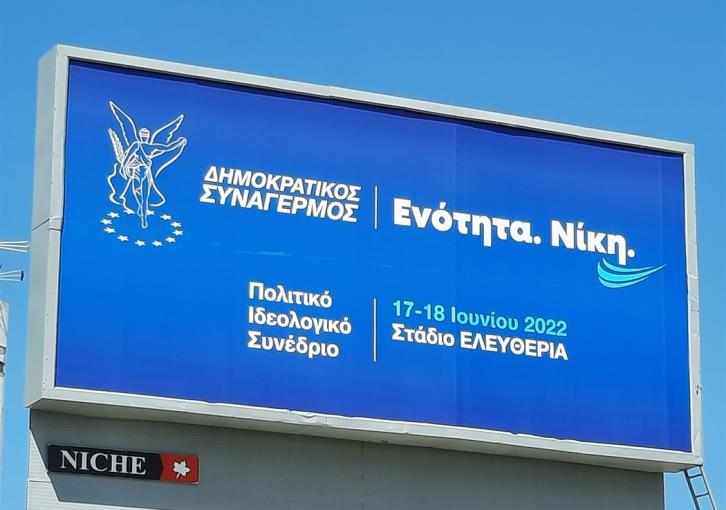 ΔΗΜΟΚΡΑΤΙΚΟΣ
ΣΥΝΑΓΕΡΜΟΣ
Ενότητα. Νίκη.
Πολιτικό
Ιδεολογικό
Συνέδριο
17-18 Ιουνίου 2022
Στάδιο ΕΛΕΥΘΕΡΙΑ
NICHE